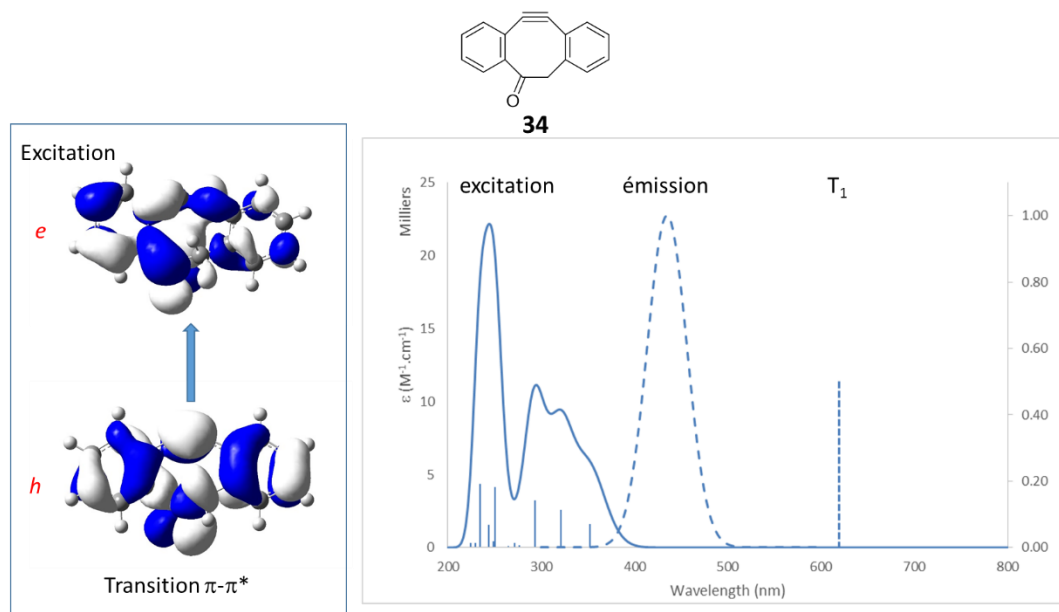 O
34
Excitation
e
h
Transition π-π*
excitation
émission
T1
Milliers
ε (M-1.cm-1)
25
20
15
10
5
0
1.00
0.80
0.60
0.40
0.20
0.00
200
300
400
500
600
700
800
Wavelength (nm)